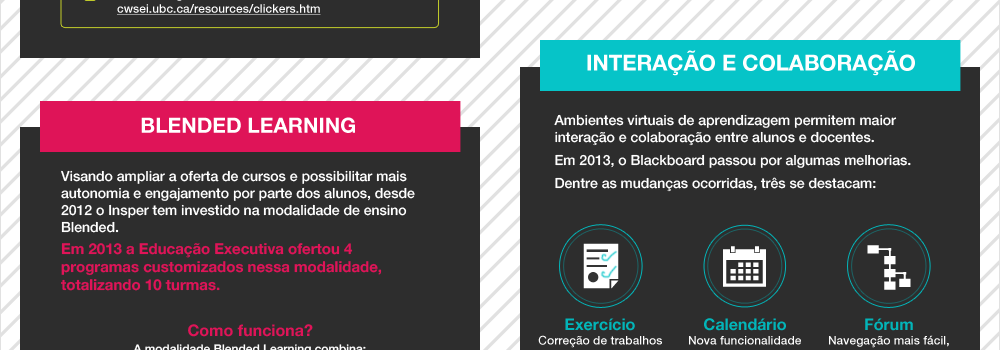 cwsei.ubc.ca/resources/clickers.htm
BLENDED LEARNING
Visando ampliar a oferta de cursos e possibilitar mais
autonomia e engajamento por parte dos alunos, desde
2012 o Insper tem investido na modalidade de ensino
Blended.
Em 2013 a Educação Executiva ofertou 4
programas customizados nessa modalidade,
totalizando 10 turmas.
Como funciona?
A modalidade Blended Learning combina:
INTERAÇÃO E COLABORAÇÃO
Ambientes virtuais de aprendizagem permitem maior
interação e colaboração entre alunos e docentes.
Em 2013, o Blackboard passou por algumas melhorias.
Dentre as mudanças ocorridas, três se destacam:
Exercício
Correção de trabalhos
Calendário
Nova funcionalidade
Fórum
Navegação mais fácil,